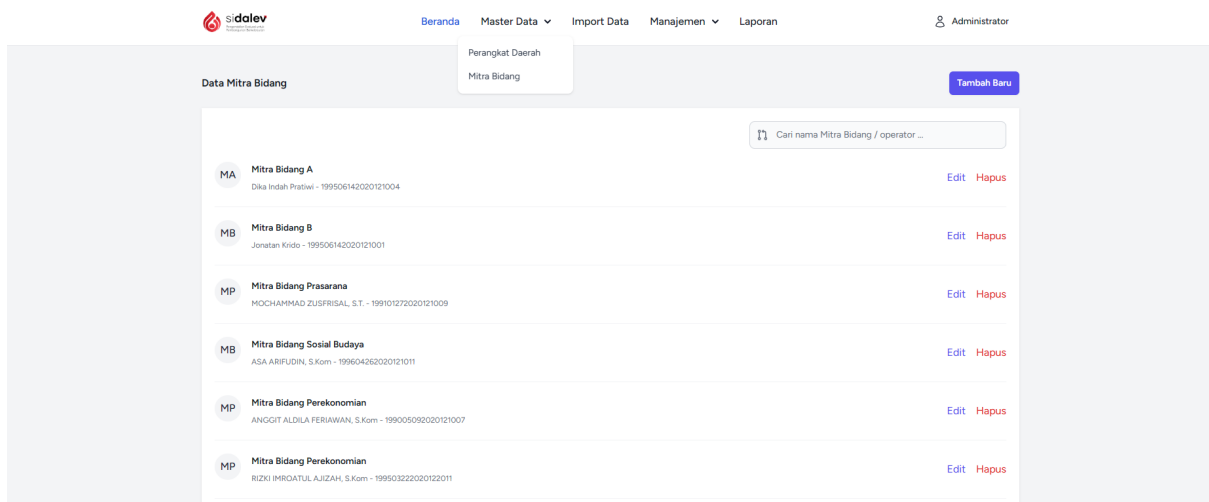 sidalev
Beranda Master Data Import Data Manajemen Laporan Administrator
Perangkat Daerah
Mitra Bidang
Data Mitra Bidang Tambah Baru
Cari nama Mitra Bidang / operator ...
MA Mitra Bidang A
Dika Indah Pratiwi - 199506142020121004
Edit Hapus
MB Mitra Bidang B
Jonatan Krido - 199506142020121001
Edit Hapus
MP Mitra Bidang Prasarana
MOCHAMMAD ZUSFRISAL, S.T. - 199101272020121009
Edit Hapus
MB Mitra Bidang Sosial Budaya
ASA ARIFUDIN, S.Kom - 199604262020121011
Edit Hapus
MP Mitra Bidang Perekonomian
ANGGIT ALDILA FERIAWAN, S.Kom - 199005092020121007
Edit Hapus
MP Mitra Bidang Perekonomian
RIZKI IMROATUL AJIZAH, S.Kom - 199503222020122011
Edit Hapus